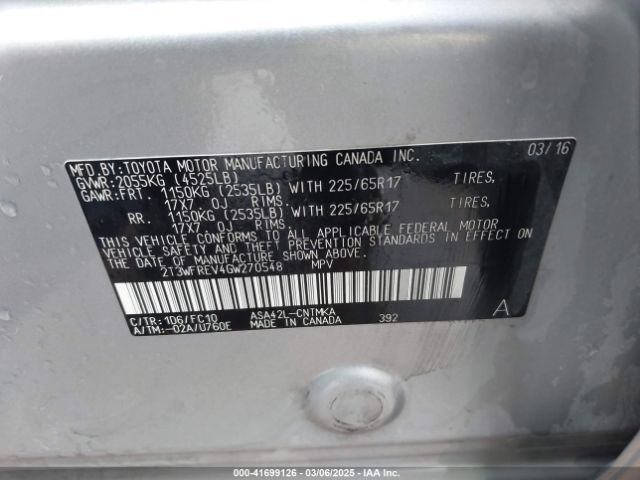 MFD.BY:TOYOTA MOTOR MANUFACTURING CANADA INC. 03/16
GVWR:2055KG (4525LB)
GAWR:FRT. 1150KG (2535LB) WITH 225/65R17 TIRES,
17X7 OJ RIMS,
RR. 1150KG (2535LB) WITH 225/65R17 TIRES,
17X7 OJ RIMS.
THIS VEHICLE CONFORMS TO ALL APPLICABLE FEDERAL MOTOR
VEHICLE SAFETY AND THEFT PREVENTION STANDARDS IN EFFECT ON
THE DATE OF MANUFACTURE SHOWN ABOVE.
2T3WFREV4GW270548 MPV
C/TR:1D6/FC10 ASA42L-CNTMKA 392 A
A/TM:-02A/U760E MADE IN CANADA
000-41699126 - 03/06/2025 - IAA Inc.